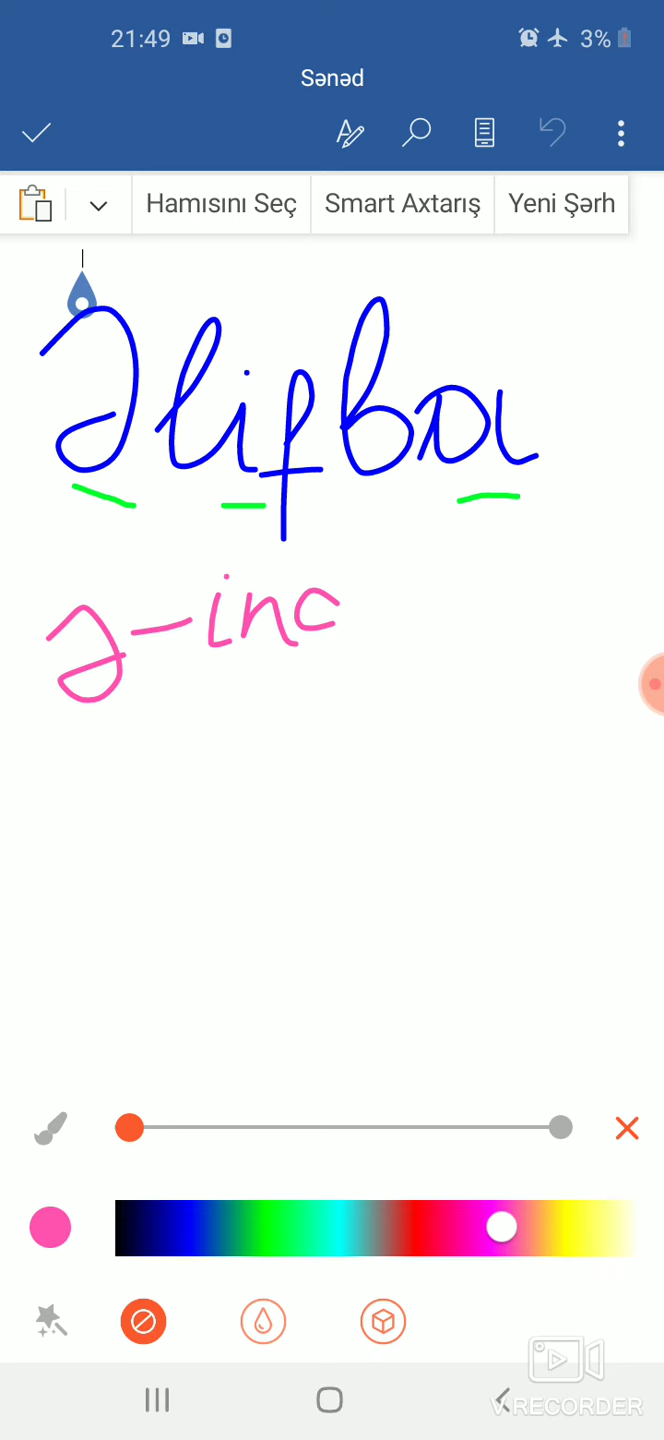 21:49 3%
Sənəd
Hamısını Seç Smart Axtarış Yeni Şərh
Əlifba
ə-inc
V RECORDER